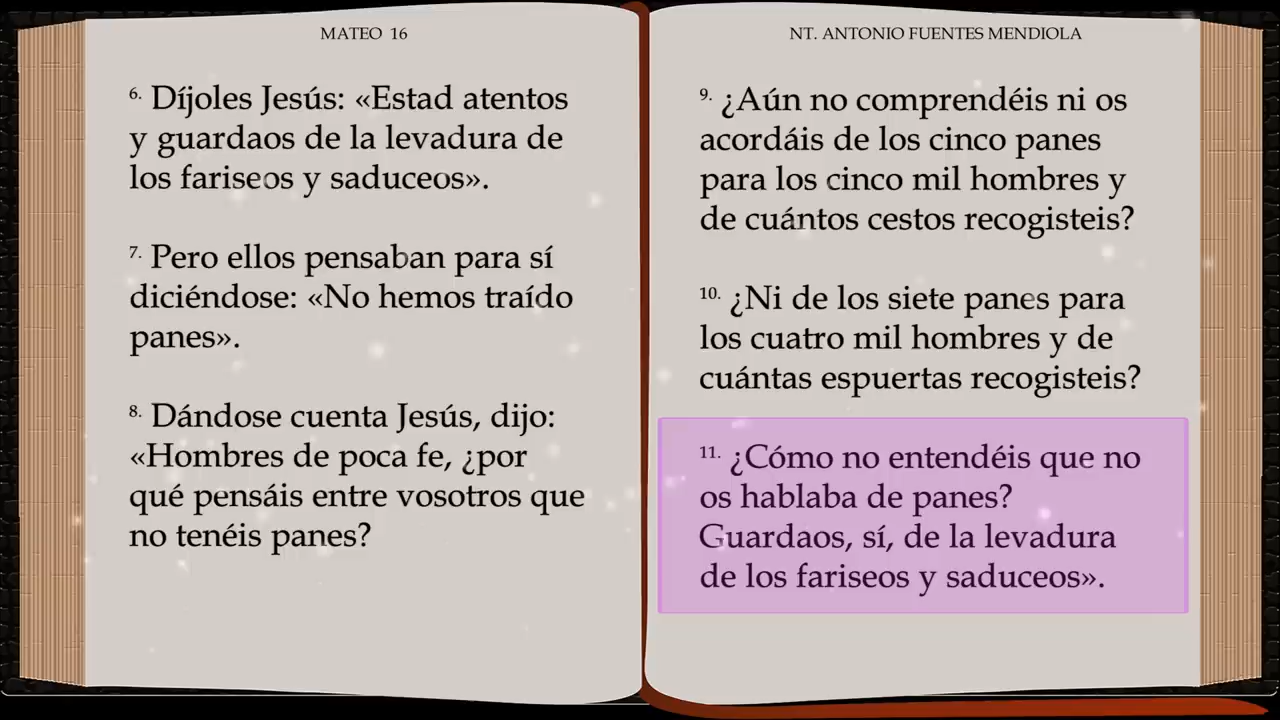 MATEO 16
6. Díjoles Jesús: «Estad atentos
y guardaos de la levadura de
los fariseos y saduceos».
7. Pero ellos pensaban para sí
diciéndose: «No hemos traído
panes».
8. Dándose cuenta Jesús, dijo:
«Hombres de poca fe, ¿por
qué pensáis entre vosotros que
no tenéis panes?
NT. ANTONIO FUENTES MENDIOLA
9. ¿Aún no comprendéis ni os
acordáis de los cinco panes
para los cinco mil hombres y
de cuántos cestos recogisteis?
10. ¿Ni de los siete panes para
los cuatro mil hombres y de
cuántas espuertas recogisteis?
11. ¿Cómo no entendéis que no
os hablaba de panes?
Guardaos, sí, de la levadura
de los fariseos y saduceos».